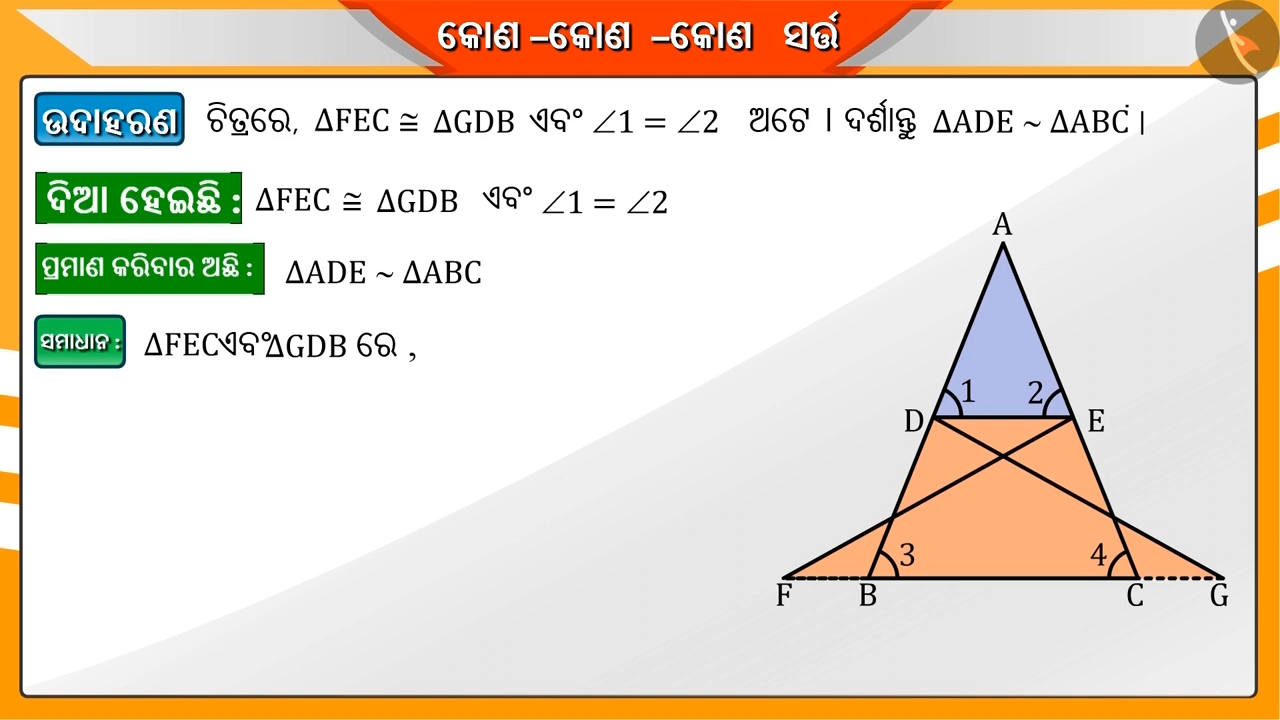 କୋଣ –କୋଣ –କୋଣ ସର୍ତ୍ତ
ଉଦାହରଣ ଚିତ୍ରରେ, ΔFEC ≅ ΔGDB ଏବଂ ∠1 = ∠2 ଅଟେ । ଦର୍ଶାନ୍ତୁ ΔADE ~ ΔABC ।
ଦିଆ ହେଇଛି : ΔFEC ≅ ΔGDB ଏବଂ ∠1 = ∠2
ପ୍ରମାଣ କରିବାର ଅଛି : ΔADE ~ ΔABC
ସମାଧାନ : ΔFECଏବଂΔGDB ରେ ,
A
1 2
D E
3 4
F B C G